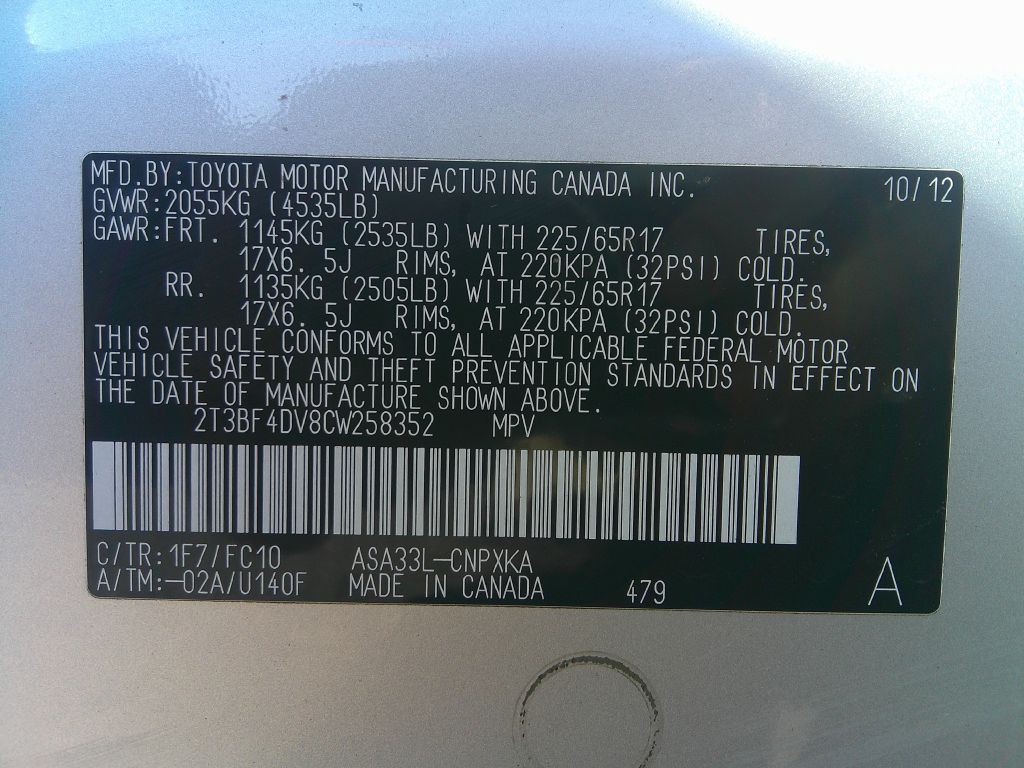 MFD.BY:TOYOTA MOTOR MANUFACTURING CANADA INC. 10/12
GVWR:2055KG (4535LB)
GAWR:FRT. 1145KG (2535LB) WITH 225/65R17 TIRES,
17X6.5J RIMS, AT 220KPA (32PSI) COLD.
RR. 1135KG (2505LB) WITH 225/65R17 TIRES,
17X6.5J RIMS, AT 220KPA (32PSI) COLD.
THIS VEHICLE CONFORMS TO ALL APPLICABLE FEDERAL MOTOR
VEHICLE SAFETY AND THEFT PREVENTION STANDARDS IN EFFECT ON
THE DATE OF MANUFACTURE SHOWN ABOVE.
2T3BF4DV8CW258352 MPV
C/TR:1F7/FC10 ASA33L-CNPXKA
A/TM:-02A/U140F MADE IN CANADA 479 A